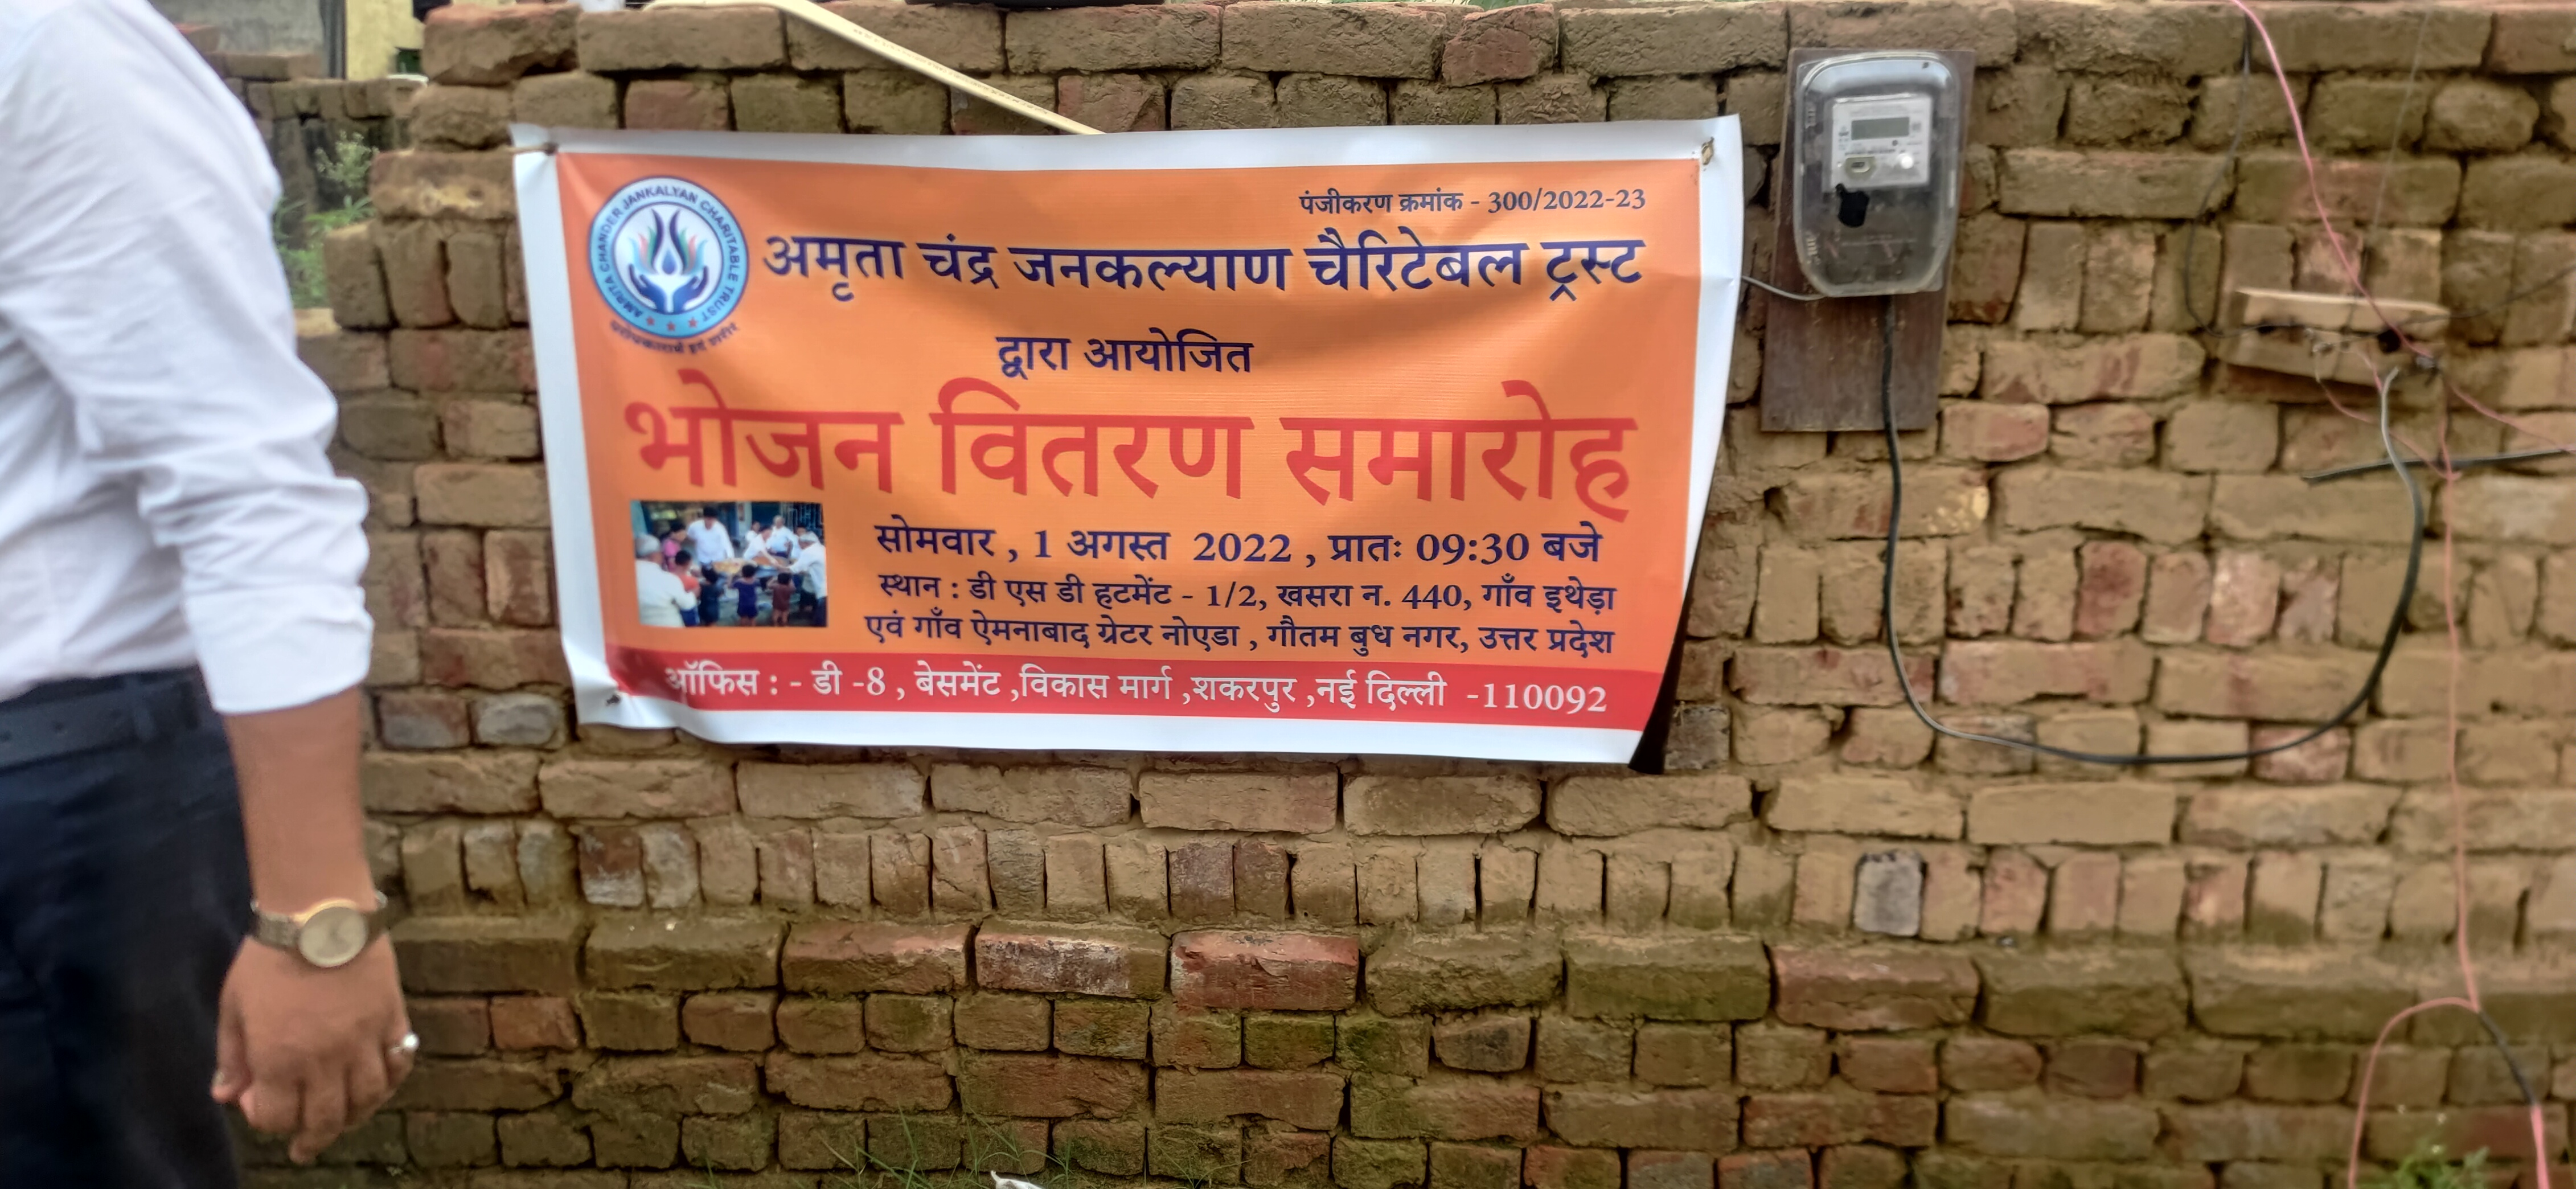 पंजीकरण क्रमांक - 300/2022-23
AMRITA CHANDER JANKALYAN CHARITABLE TRUST
अमृता चंद्र जनकल्याण चैरिटेबल ट्रस्ट
द्वारा आयोजित
भोजन वितरण समारोह
सोमवार , 1 अगस्त 2022 , प्रातः 09:30 बजे
स्थान : डी एस डी हटमेंट - 1/2, खसरा न. 440, गाँव इथेड़ा
एवं गाँव ऐमनाबाद ग्रेटर नोएडा , गौतम बुध नगर, उत्तर प्रदेश
ऑफिस : - डी -8 , बेसमेंट ,विकास मार्ग ,शकरपुर ,नई दिल्ली -110092